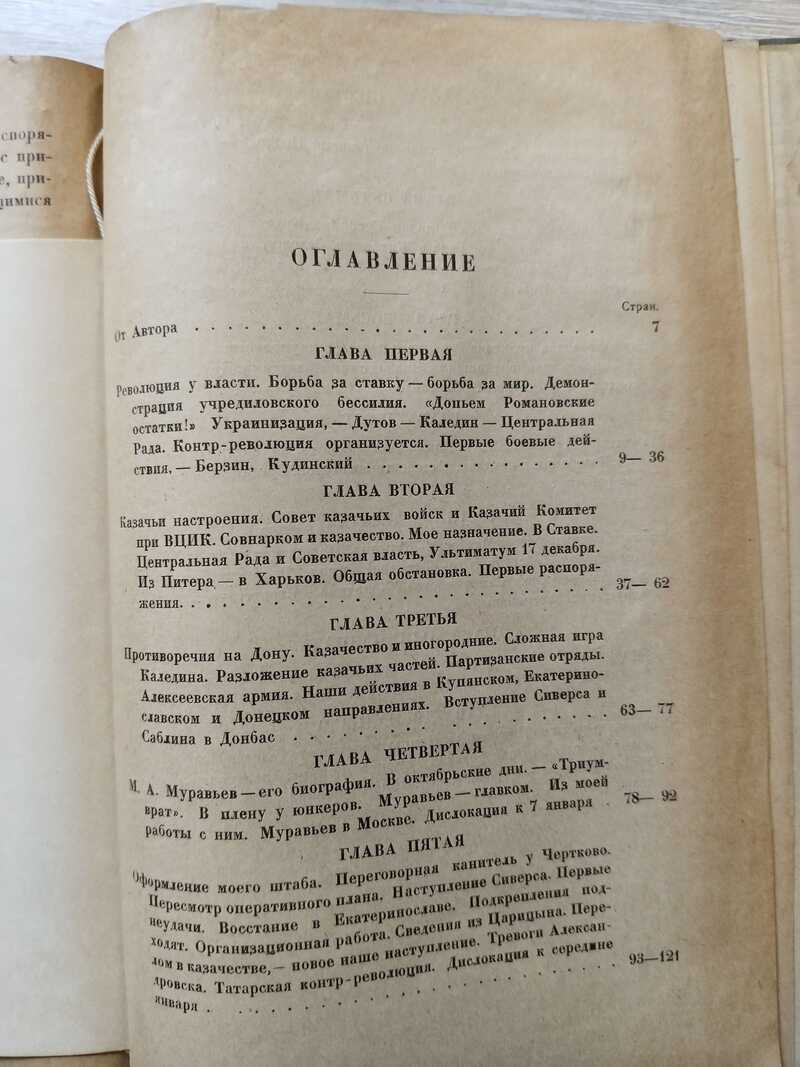 споря-
с при-
е, при-
щимися
ОГЛАВЛЕНИЕ
Стран.
От Автора . . . . . . . . . . . . . . . . . . . . . . . . . . 7
ГЛАВА ПЕРВАЯ
Революция у власти. Борьба за ставку — борьба за мир. Демон-
страция учредиловского бессилия. «Допьем Романовские
остатки!» Украинизация, — Дутов — Каледин — Центральная
Рада. Контр-революция организуется. Первые боевые дей-
ствия, — Берзин, Кудинский . . . . . . . . . . . . . . 9— 36
ГЛАВА ВТОРАЯ
Казачьи настроения. Совет казачьих войск и Казачий Комитет
при ВЦИК. Совнарком и казачество. Мое назначение. В Ставке.
Центральная Рада и Советская власть, Ультиматум 17 декабря.
Из Питера — в Харьков. Общая обстановка. Первые распоря-
жения. . . . . . . . . . . . . . . . . . . . . . . . . . 37— 62
ГЛАВА ТРЕТЬЯ
Противоречия на Дону. Казачество и иногородние. Сложная игра
Каледина. Разложение казачьих частей. Партизанские отряды.
Алексеевская армия. Наши действия в Купянском, Екатерино-
славском и Донецком направлениях. Вступление Сиверса и
Саблина в Донбас . . . . . . . . . . . . . . . . . . 63— 77
ГЛАВА ЧЕТВЕРТАЯ
М. А. Муравьев — его биография. В октябрьские дни. — «Триум-
врат». В плену у юнкеров. Муравьев — главком. Из моей
работы с ним. Муравьев в Москве. Дислокация к 7 января . 78— 92
ГЛАВА ПЯТАЯ
Оформление моего штаба. Переговорная канитель у Чертково.
Пересмотр оперативного плана. Наступление Сиверса. Первые
неудачи. Восстание в Екатеринославе. Подкрепления под-
ходят. Организационная работа. Сведения из Царицына. Пере-
лом в казачестве, — новое наше наступление. Тревоги Алексан-
дровска. Татарская контр-революция. Дислокация к середине
января . . . . . . . . . . . . . . . . . . . . . . . 93—121